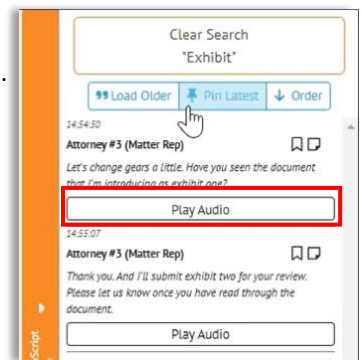 Clear Search
"Exhibit"
Load Older
Pin Latest
Order
14:54:50
Attorney #3 (Matter Rep)
Let's change gears a little. Have you seen the document
that I'm introducing as exhibit one?
Play Audio
14:55:07
Attorney #3 (Matter Rep)
Thank you. And I'll submit exhibit two for your review.
Please let us know once you have read through the
document.
Play Audio
Script